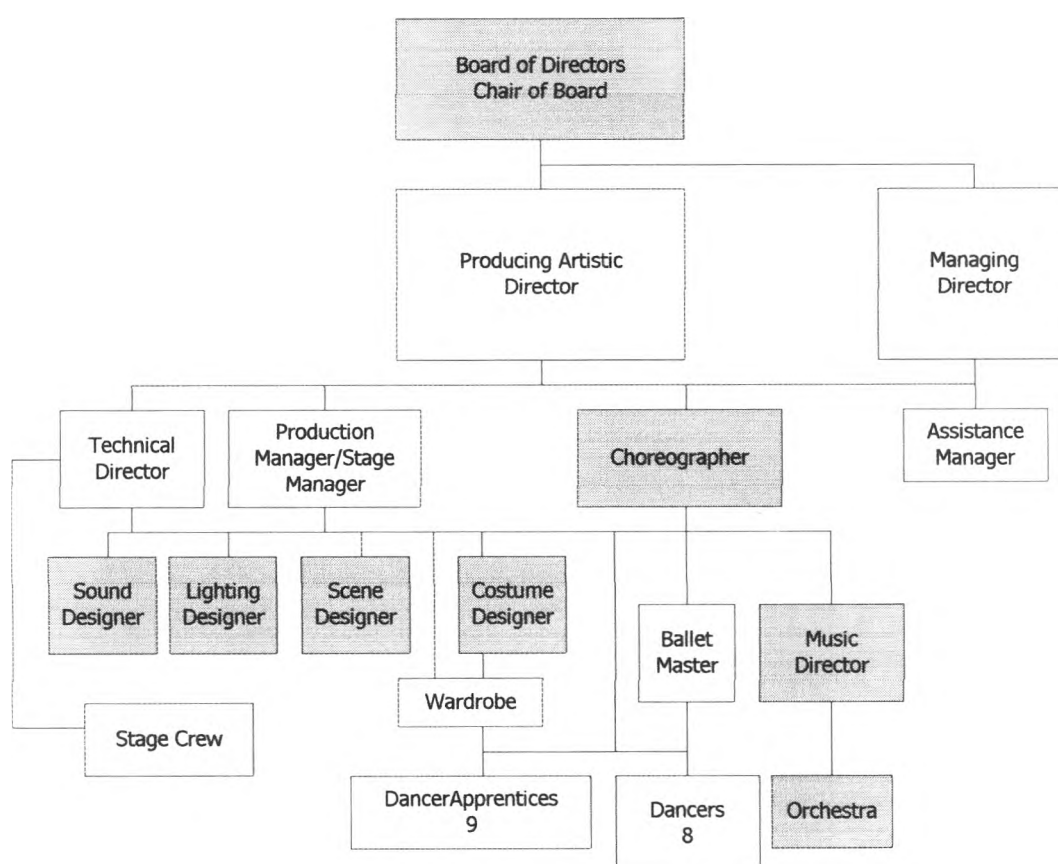 Board of Directors
Chair of Board
Producing Artistic
Director
Managing
Director
Technical
Director
Production
Manager/Stage
Manager
Choreographer
Assistance
Manager
Sound
Designer
Lighting
Designer
Scene
Designer
Costume
Designer
Ballet
Master
Music
Director
Wardrobe
Stage Crew
DancerApprentices
9
Dancers
8
Orchestra